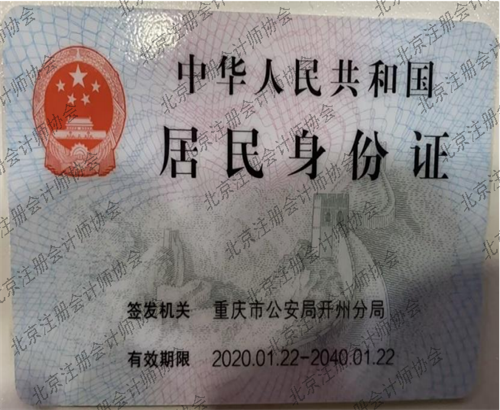 中华人民共和国
居民身份证
签发机关 重庆市公安局开州分局
有效期限 2020.01.22-2040.01.22
北京注册会计师协会